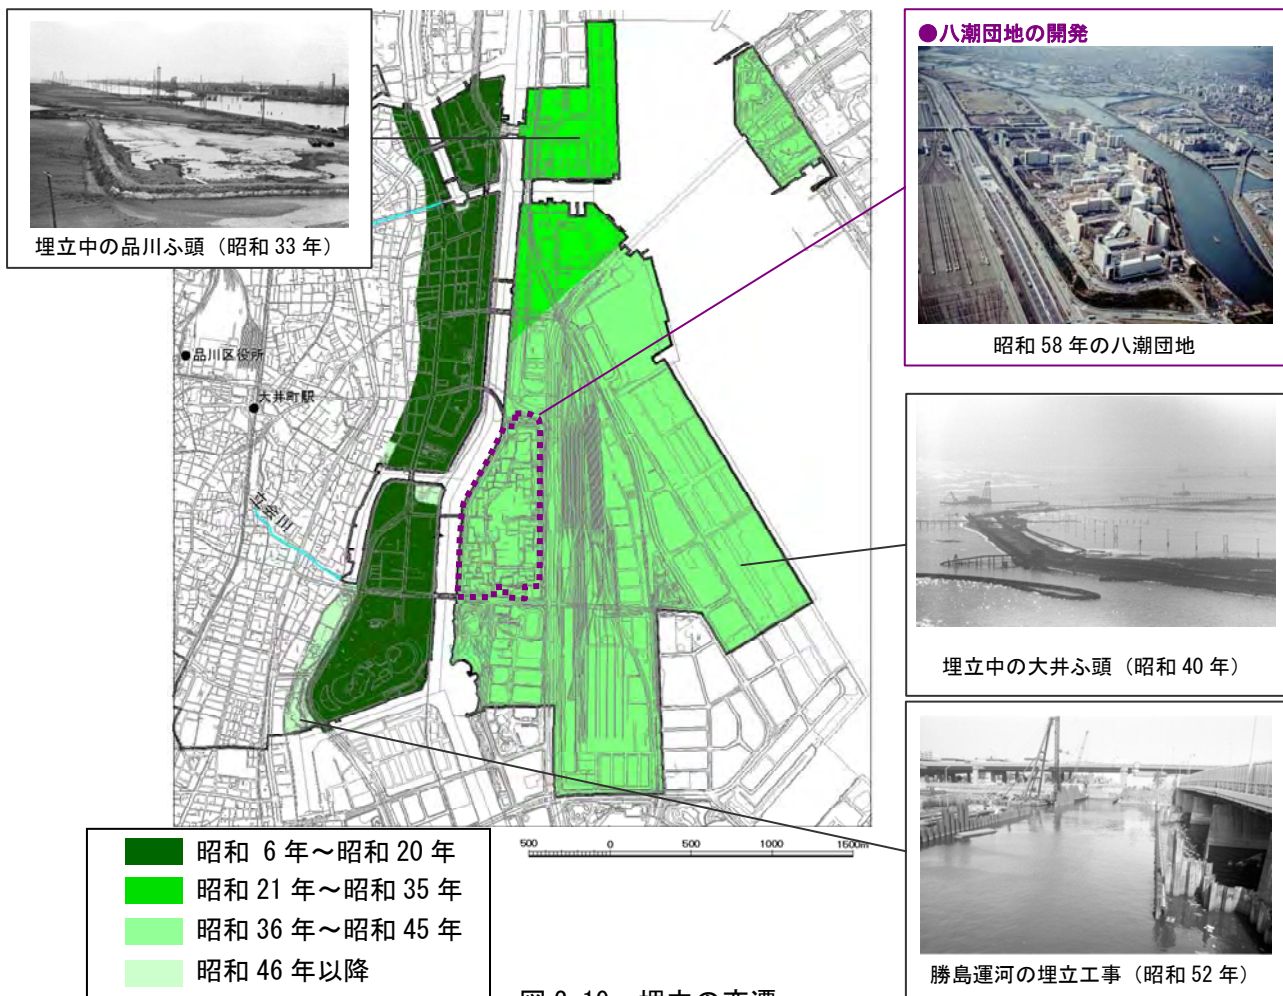 埋立中の品川ふ頭（昭和 33 年）
●八潮団地の開発
昭和 58 年の八潮団地
●品川区役所
大井町駅
立会川
埋立中の大井ふ頭（昭和 40 年）
勝島運河の埋立工事（昭和 52 年）
500 0 500 1000 1500m
昭和 6 年～昭和 20 年
昭和 21 年～昭和 35 年
昭和 36 年～昭和 45 年
昭和 46 年以降